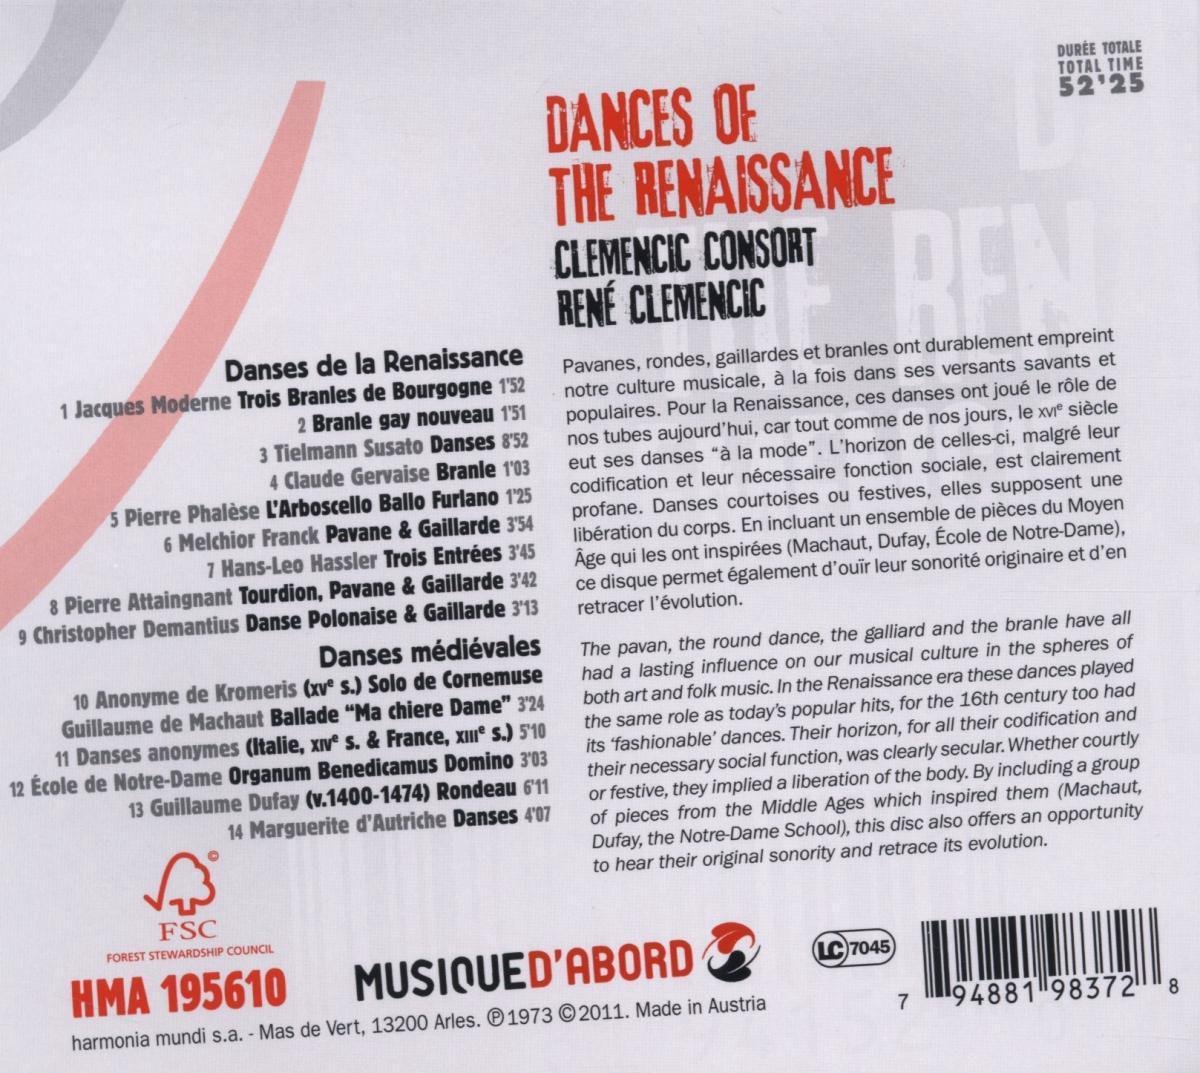 DURÉE TOTALE
TOTAL TIME
52'25
DANCES OF
THE RENAISSANCE
CLEMENCIC CONSORT
RENÉ CLEMENCIC
Danses de la Renaissance
1 Jacques Moderne Trois Branles de Bourgogne 1'52
2 Branle gay nouveau 1'51
3 Tielmann Susato Danses 8'52
4 Claude Gervaise Branle 1'03
5 Pierre Phalèse L'Arboscello Ballo Furlano 1'25
6 Melchior Franck Pavane & Gaillarde 3'54
7 Hans-Leo Hassler Trois Entrées 3'45
8 Pierre Attaingnant Tourdion, Pavane & Gaillarde 3'42
9 Christopher Demantius Danse Polonaise & Gaillarde 3'13
Danses médiévales
10 Anonyme de Kromeris (XVe s.) Solo de Cornemuse
Guillaume de Machaut Ballade "Ma chiere Dame" 3'24
11 Danses anonymes (Italie, XIVe s. & France, XIIIe s.) 5'10
12 École de Notre-Dame Organum Benedicamus Domino 3'03
13 Guillaume Dufay (v.1400-1474) Rondeau 6'11
14 Marguerite d'Autriche Danses 4'07
Pavanes, rondes, gaillardes et branles ont durablement empreint
notre culture musicale, à la fois dans ses versants savants et
populaires. Pour la Renaissance, ces danses ont joué le rôle de
nos tubes aujourd'hui, car tout comme de nos jours, le XVIe siècle
eut ses danses "à la mode". L'horizon de celles-ci, malgré leur
codification et leur nécessaire fonction sociale, est clairement
profane. Danses courtoises ou festives, elles supposent une
libération du corps. En incluant un ensemble de pièces du Moyen
Âge qui les ont inspirées (Machaut, Dufay, École de Notre-Dame),
ce disque permet également d'ouïr leur sonorité originaire et d'en
retracer l'évolution.
The pavan, the round dance, the galliard and the branle have all
had a lasting influence on our musical culture in the spheres of
both art and folk music. In the Renaissance era these dances played
the same role as today's popular hits, for the 16th century too had
its 'fashionable' dances. Their horizon, for all their codification and
their necessary social function, was clearly secular. Whether courtly
or festive, they implied a liberation of the body. By including a group
of pieces from the Middle Ages which inspired them (Machaut,
Dufay, the Notre-Dame School), this disc also offers an opportunity
to hear their original sonority and retrace its evolution.
©
FSC
FOREST STEWARDSHIP COUNCIL
HMA 195610
MUSIQUE D'ABORD
LC 7045
7 94881 98372 8
harmonia mundi s.a. - Mas de Vert, 13200 Arles. ℗1973 ©2011. Made in Austria